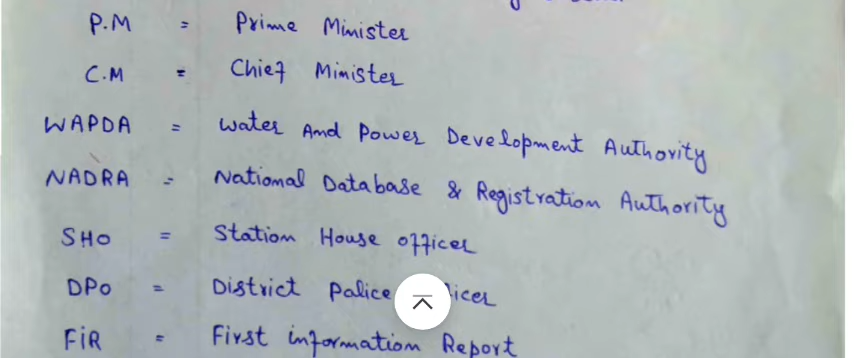 P.M = Prime Minister
C.M = Chief Minister
WAPDA = Water And Power Development Authority
NADRA = National Database & Registration Authority
SHO = Station House officer
DPO = District Palice
FiR = First information Report